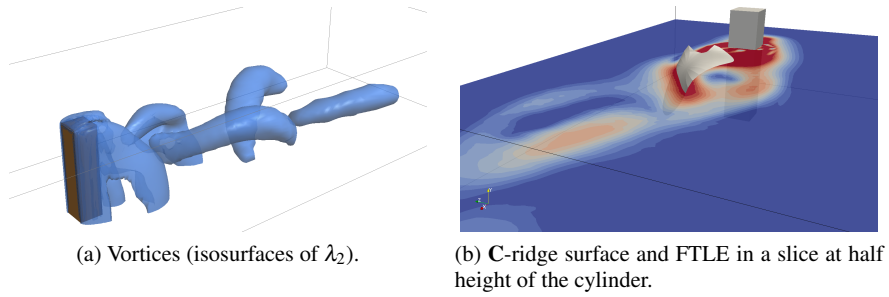 (a) Vortices (isosurfaces of λ₂).
(b) C-ridge surface and FTLE in a slice at half
height of the cylinder.